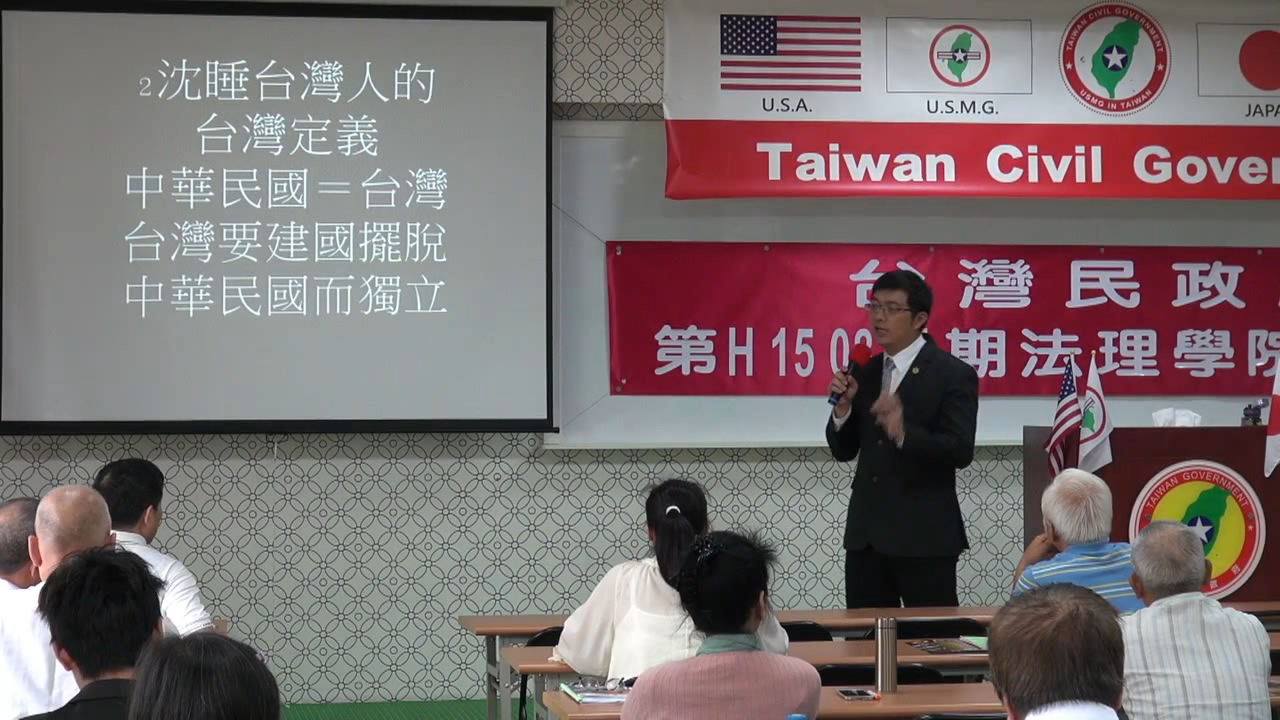 2沈睡台灣人的
台灣定義
中華民國＝台灣
台灣要建國擺脫
中華民國而獨立
U.S.A.
U.S.M.G.
TAIWAN CIVIL GOVERNMENT
USMG IN TAIWAN
JAPA
Taiwan Civil Gover
台灣民政
第H 15 02 期法理學院
TAIWAN GOVERNMENT